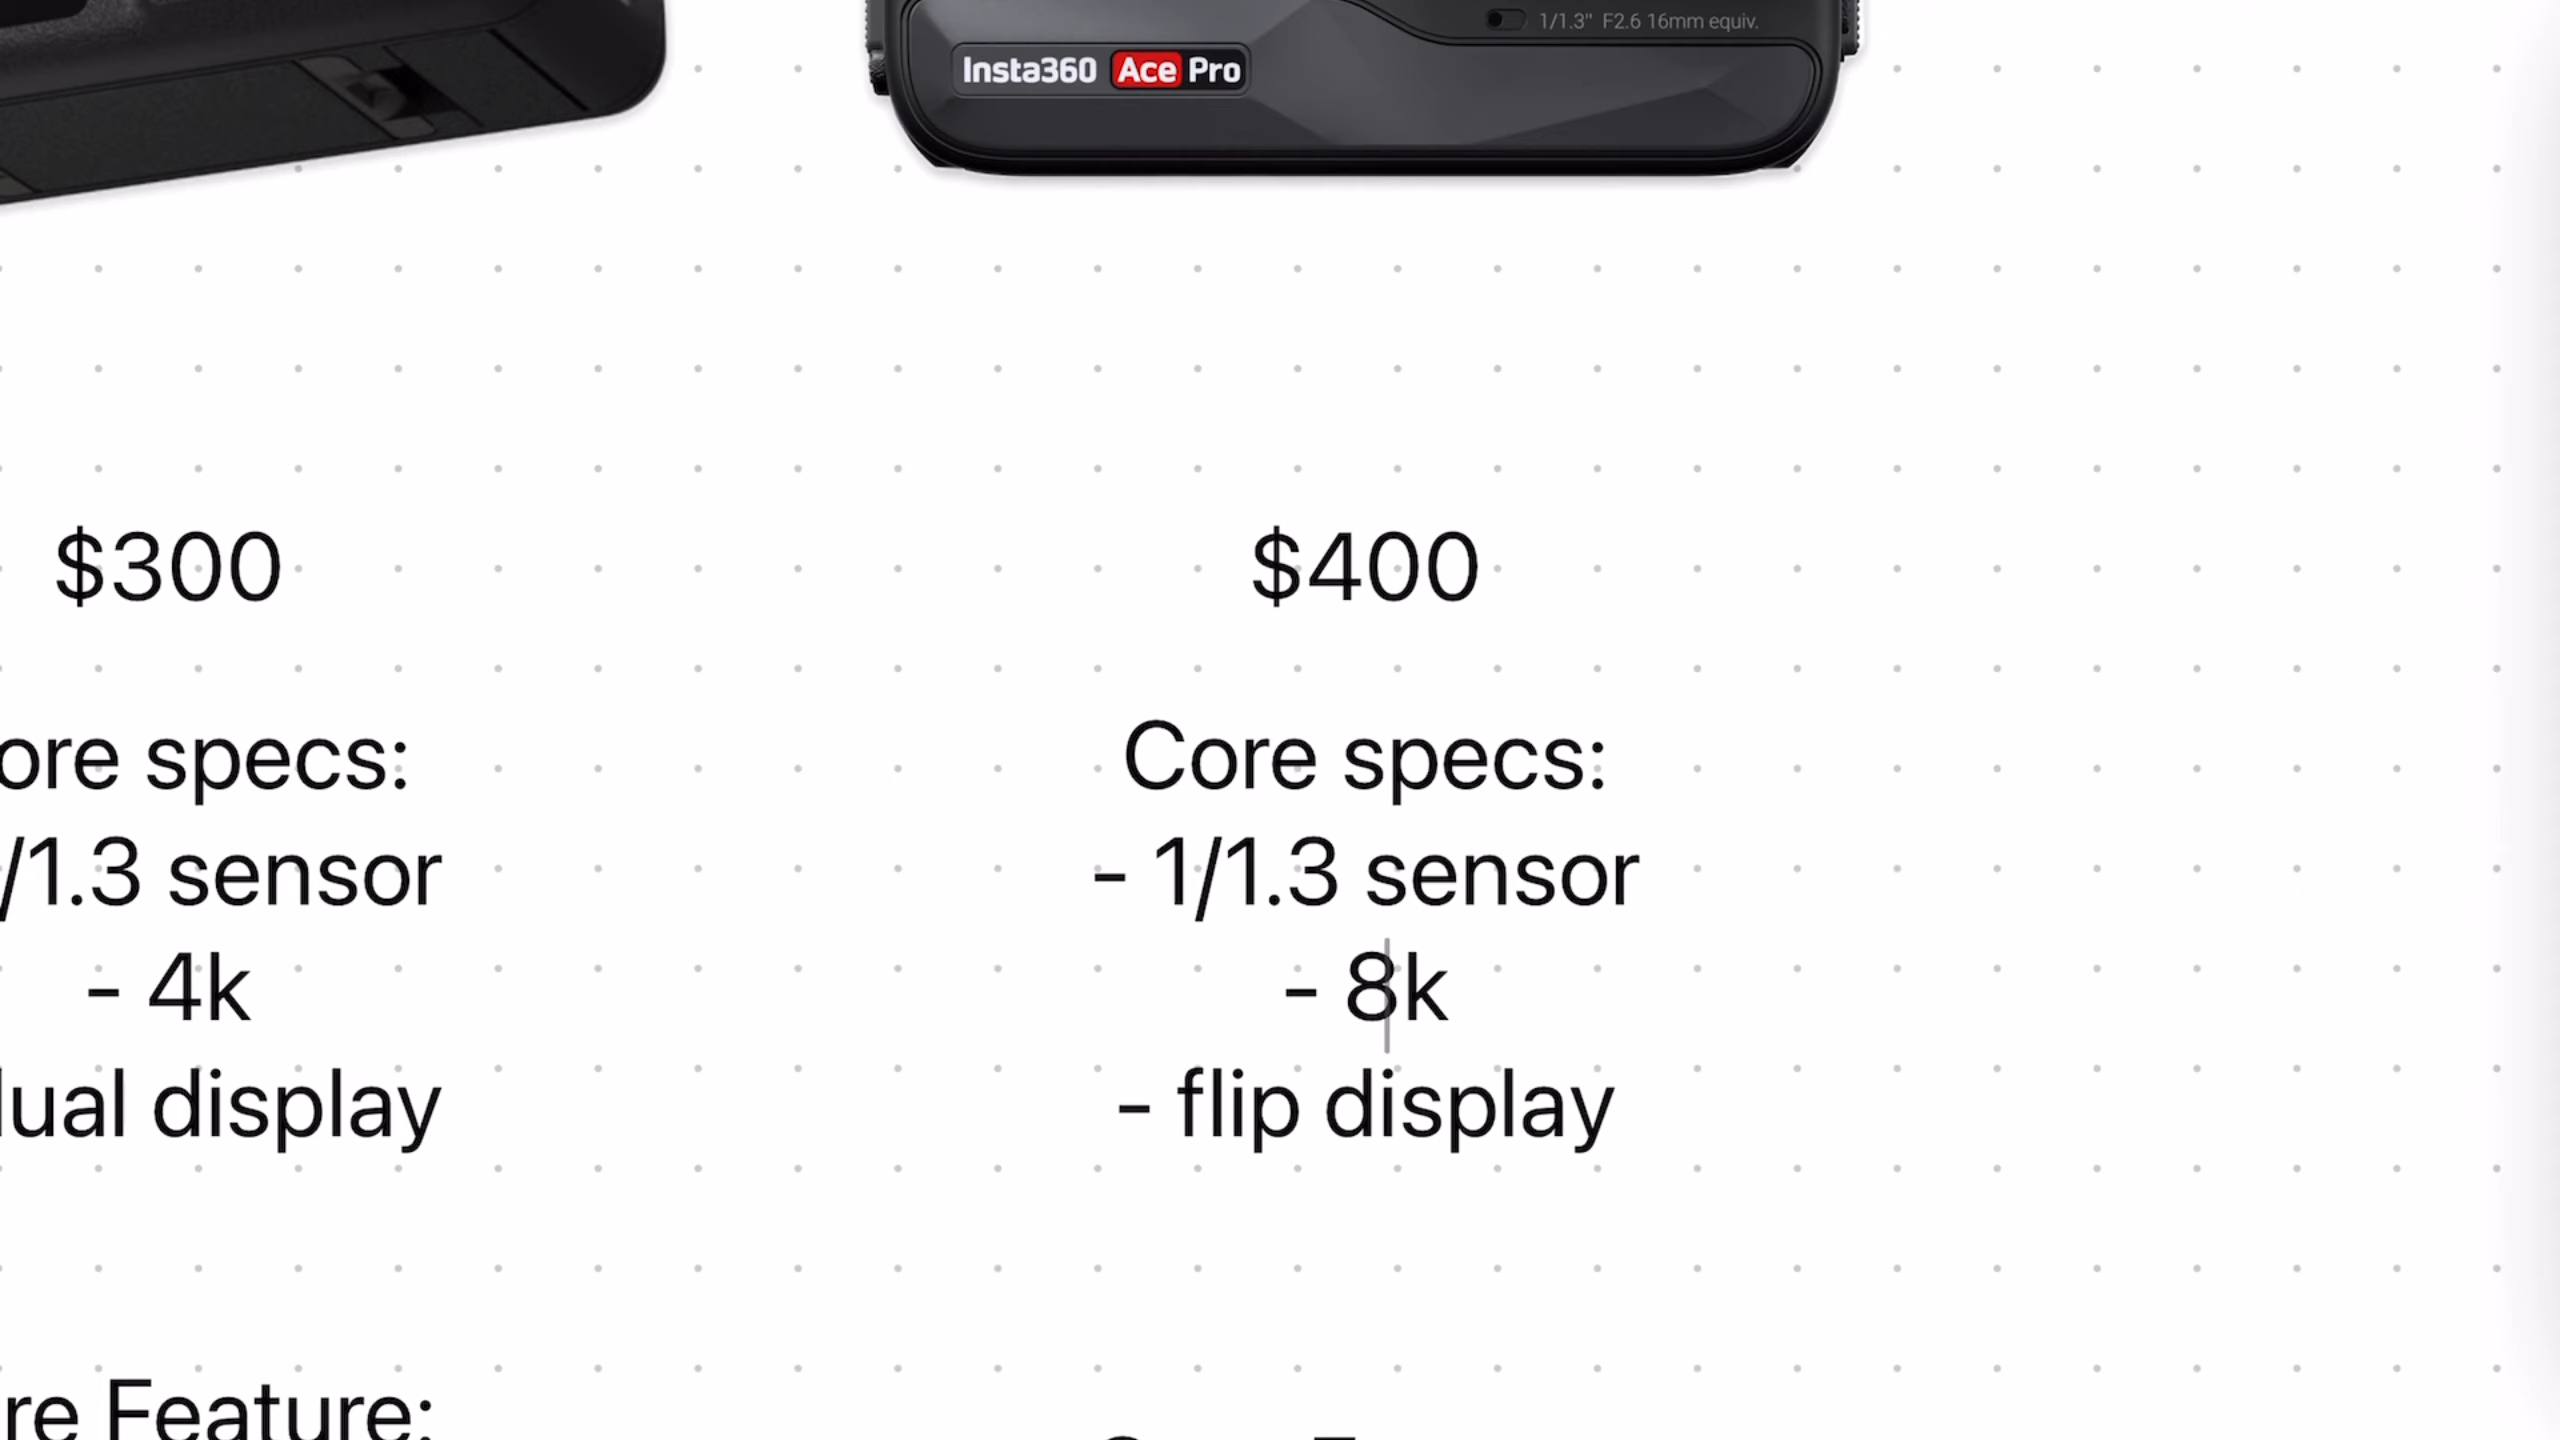 1/1.3" F2.6 16mm equiv.
Insta360 Ace Pro
$300
ore specs:
/1.3 sensor
- 4k
ual display
re Feature:
$400
Core specs:
- 1/1.3 sensor
- 8k
- flip display